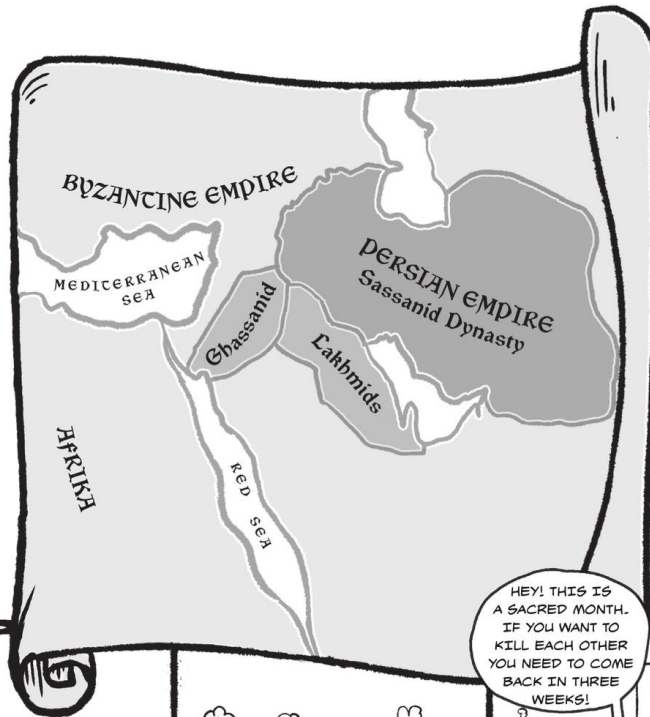 BYZANTINE EMPIRE
MEDITERRANEAN
SEA
PERSIAN EMPIRE
Sassanid Dynasty
Ghassanid
Lakhmids
AFRIKA
RED SEA
HEY! THIS IS
A SACRED MONTH.
IF YOU WANT TO
KILL EACH OTHER
YOU NEED TO COME
BACK IN THREE
WEEKS!